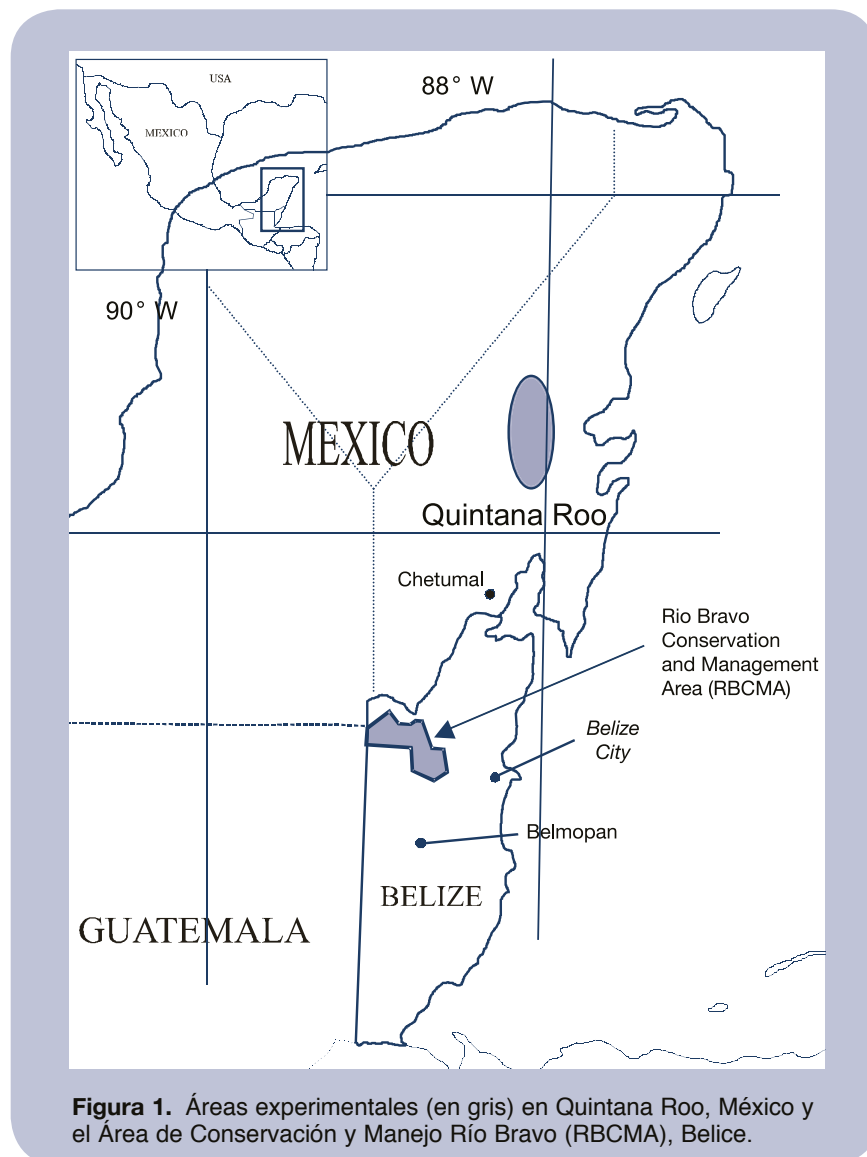 USA
88° W
MEXICO
90° W
MEXICO
Quintana Roo
Chetumal
Rio Bravo
Conservation
and Management
Area (RBCMA)
Belize
City
Belmopan
BELIZE
GUATEMALA
Figura 1. Áreas experimentales (en gris) en Quintana Roo, México y
el Área de Conservación y Manejo Río Bravo (RBCMA), Belice.